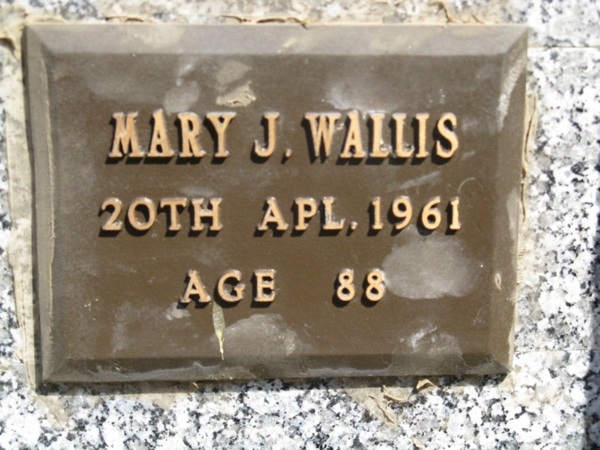 MARY J. WALLIS
20TH APL. 1961
AGE 88